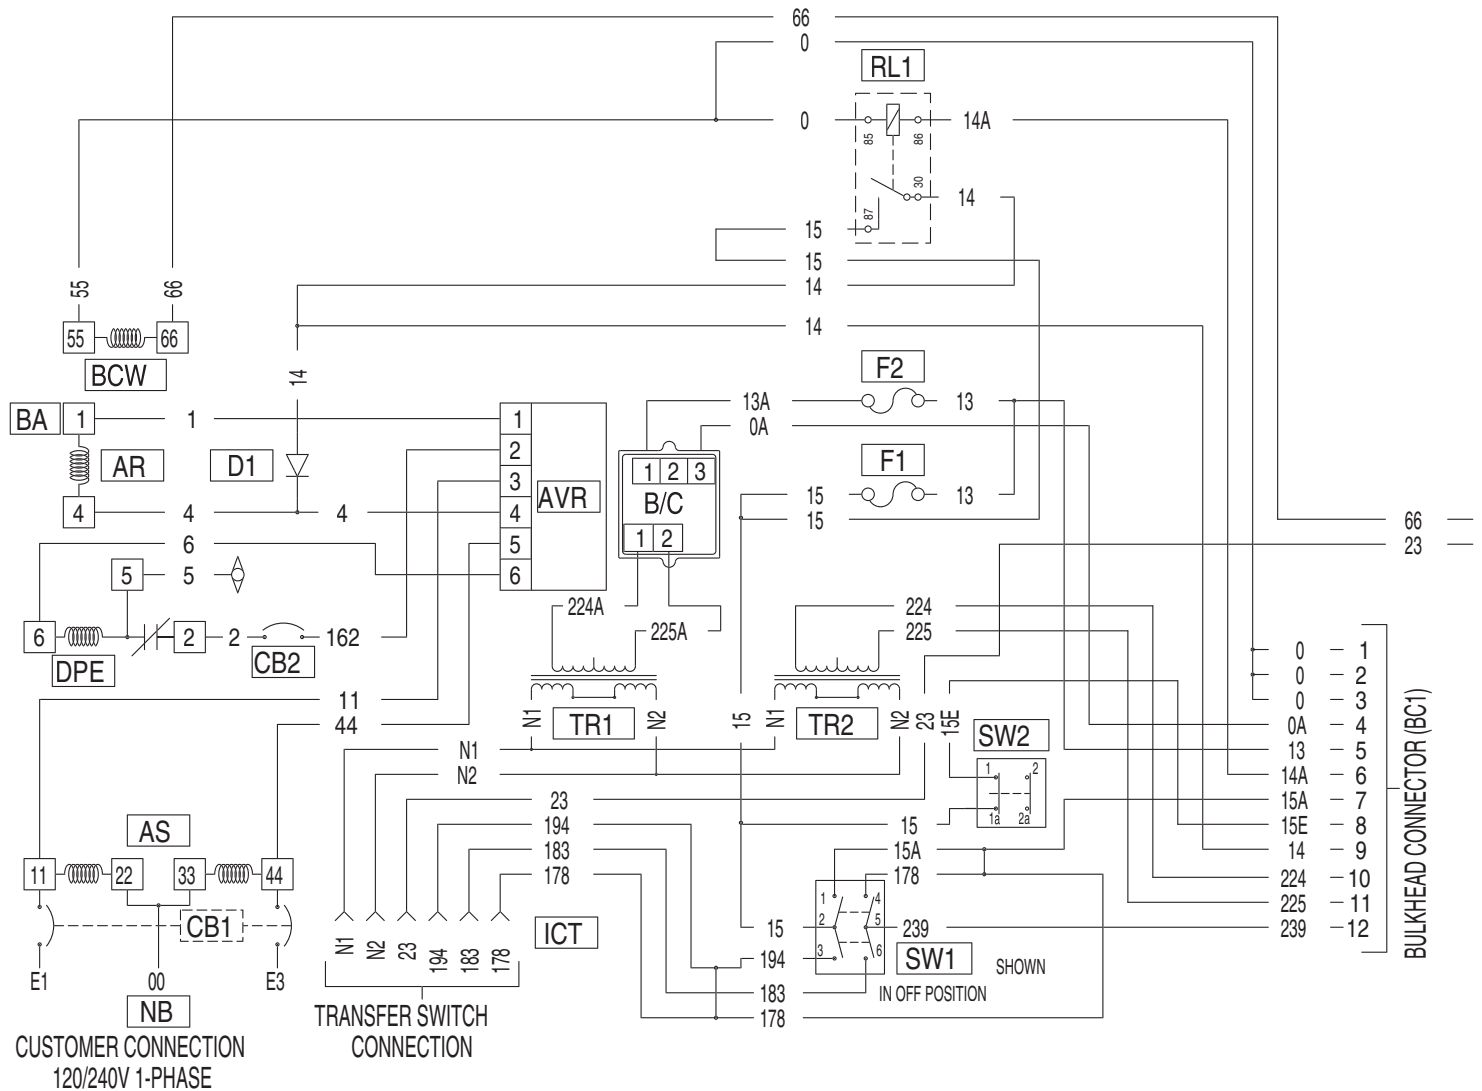 66
0
RL1
0
14A
85
86
30
14
87
15
15
14
14
55
66
55
66
BCW
14
F2
13A
13
0A
BA
1
1
1
2
3
4
5
6
AVR
AR
D1
1
2
3
B/C
1
2
F1
15
13
15
4
4
4
66
23
6
5
5
224A
225A
224
225
6
DPE
2
2
CB2
162
11
44
N1
TR1
N2
15
N1
TR2
N2
23
15E
SW2
1
2
1a
2a
N1
N2
23
194
183
178
15
15A
178
0
1
0
2
0
3
0A
4
13
5
14A
6
15A
7
15E
8
14
9
224
10
225
11
239
12
BULKHEAD CONNECTOR (BC1)
AS
11
22
33
44
CB1
E1
00
E3
NB
CUSTOMER CONNECTION
120/240V 1-PHASE
N1
N2
23
194
183
178
ICT
TRANSFER SWITCH
CONNECTION
1
4
2
5
3
6
15
239
194
SW1
SHOWN
IN OFF POSITION
183
178